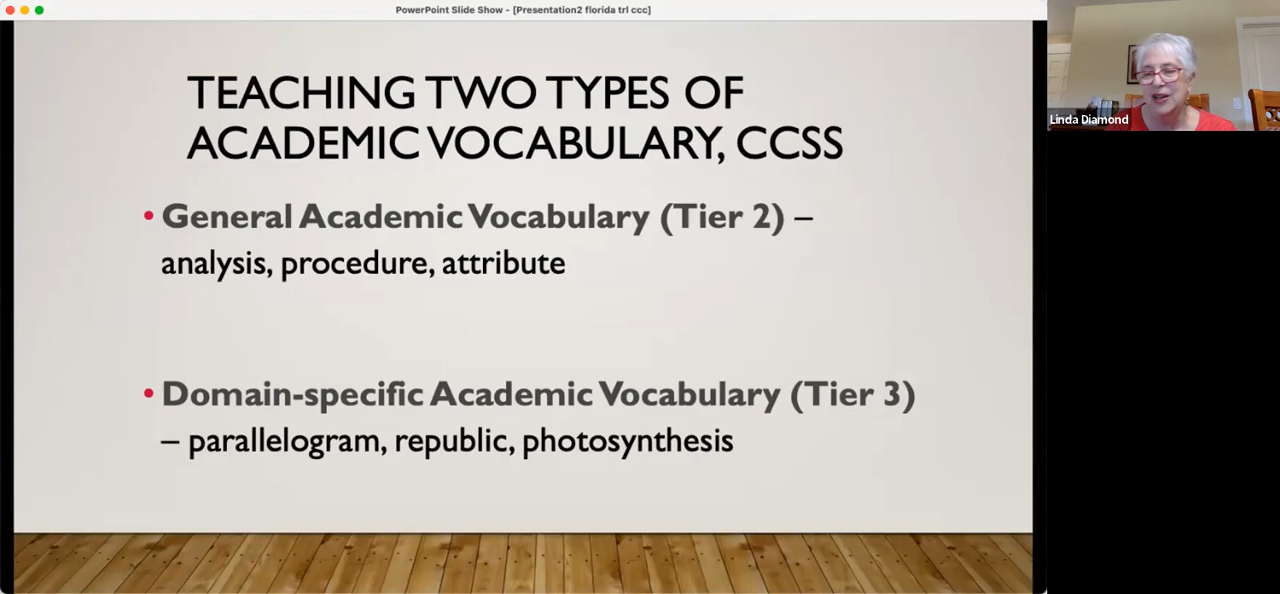 PowerPoint Slide Show - [Presentation2 florida trl ccc]
TEACHING TWO TYPES OF
ACADEMIC VOCABULARY, CCSS
• General Academic Vocabulary (Tier 2) –
analysis, procedure, attribute
• Domain-specific Academic Vocabulary (Tier 3)
– parallelogram, republic, photosynthesis
Linda Diamond